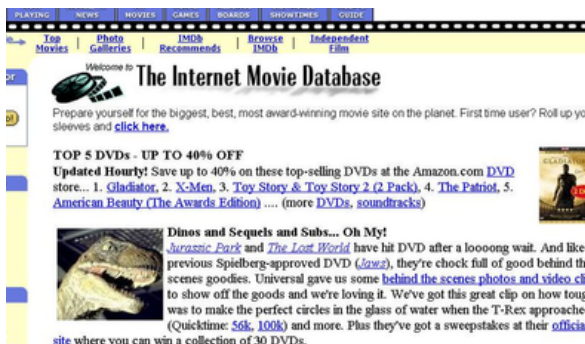 PLAYING NEWS MOVIES GAMES BOARDS SHOWTIMES GUIDE
Top Movies | Photo Galleries | IMDb Recommends | Browse IMDb | Independent Film
Welcome to The Internet Movie Database
Prepare yourself for the biggest, best, most award-winning movie site on the planet. First time user? Roll up yo
sleeves and click here.
TOP 5 DVDs - UP TO 40% OFF
Updated Hourly! Save up to 40% on these top-selling DVDs at the Amazon.com DVD
store... 1. Gladiator, 2. X-Men, 3. Toy Story & Toy Story 2 (2 Pack), 4. The Patriot, 5.
American Beauty (The Awards Edition) .... (more DVDs, soundtracks)
GLADIATOR
Dinos and Sequels and Subs... Oh My!
Jurassic Park and The Lost World have hit DVD after a loooong wait. And like
previous Spielberg-approved DVD (Jaws), they're chock full of good behind th
scenes goodies. Universal gave us some behind the scenes photos and video cli
to show off the goods and we're loving it. We've got this great clip on how toug
was to make the perfect circles in the glass of water when the T-Rex approache
(Quicktime: 56k, 100k) and more. Plus they've got a sweepstakes at their officia
site where you can win a collection of 30 DVDs.